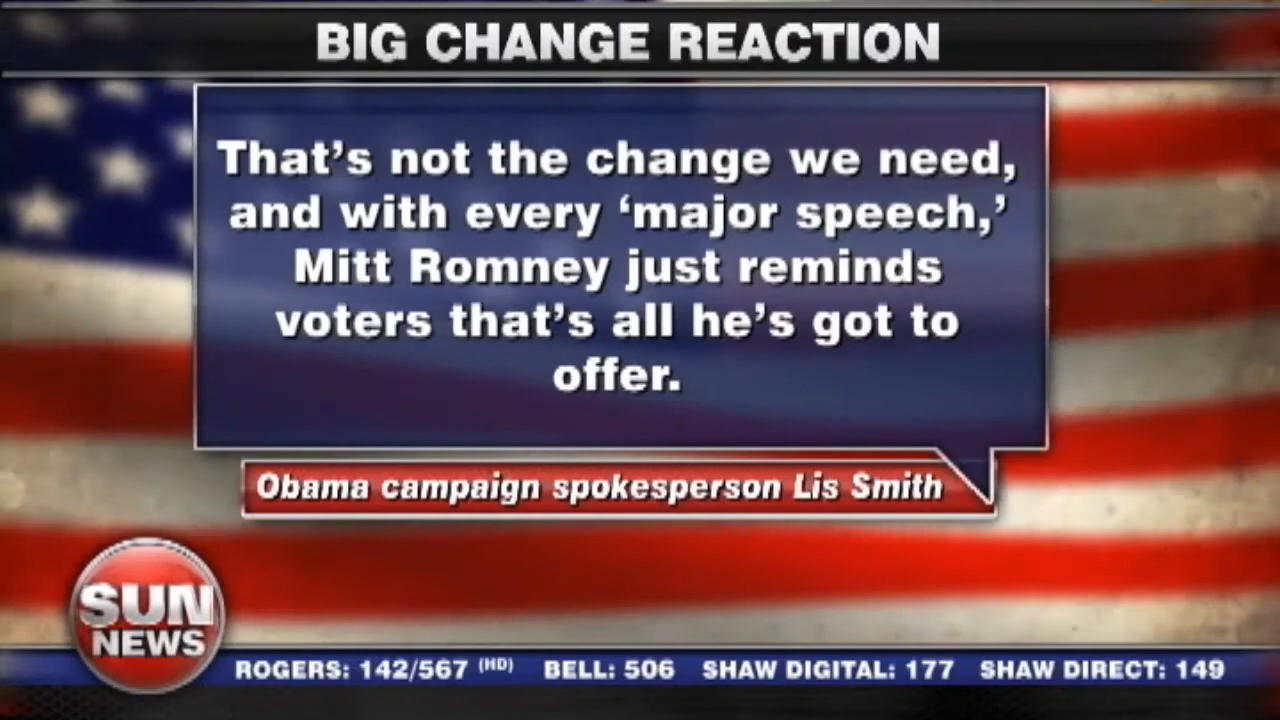 BIG CHANGE REACTION
That's not the change we need,
and with every ‘major speech,’
Mitt Romney just reminds
voters that's all he's got to
offer.
Obama campaign spokesperson Lis Smith
SUN
NEWS
ROGERS: 142/567 (HD) BELL: 506 SHAW DIGITAL: 177 SHAW DIRECT: 149